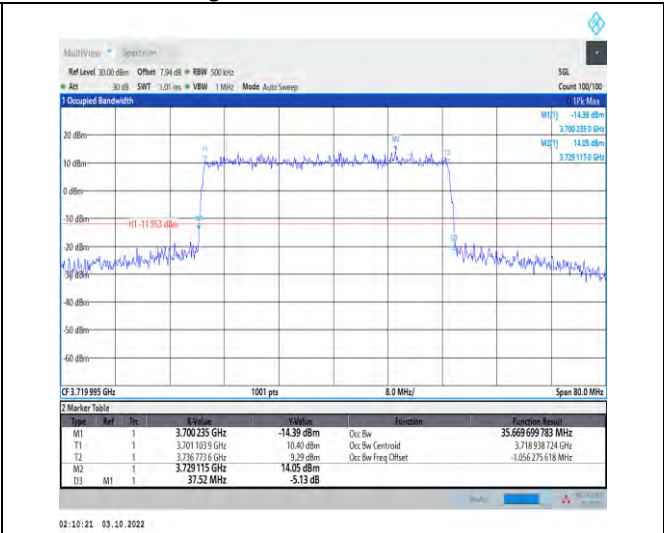 MultiView Spectrum
Ref Level 30.00 dBm Offset 7.94 dB RBW 500 kHz SGL
Att 30 dB SWT 1.01 ms VBW 1 MHz Mode Auto Sweep Count 100/100
1 Occupied Bandwidth 1Pk Max
M1[1] -14.39 dBm
3.700 235 0 GHz
20 dBm M2[1] 14.05 dBm
3.729 115 0 GHz
M2
T1 T2
10 dBm
0 dBm
-10 dBm
H1 -11.953 dBm
-20 dBm
-30 dBm
-40 dBm
-50 dBm
-60 dBm
CF 3.719 995 GHz 1001 pts 8.0 MHz/ Span 80.0 MHz
2 Marker Table
Type Ref Trc X-Value Y-Value Function Function Result
M1 1 3.700 235 GHz -14.39 dBm Occ Bw 35.669 699 783 MHz
T1 1 3.701 103 9 GHz 10.40 dBm Occ Bw Centroid 3.718 938 724 GHz
T2 1 3.736 773 6 GHz 9.29 dBm Occ Bw Freq Offset -1.056 275 618 MHz
M2 1 3.729 115 GHz 14.05 dBm
D3 M1 1 37.52 MHz -5.13 dB
02:10:21 03.10.2022